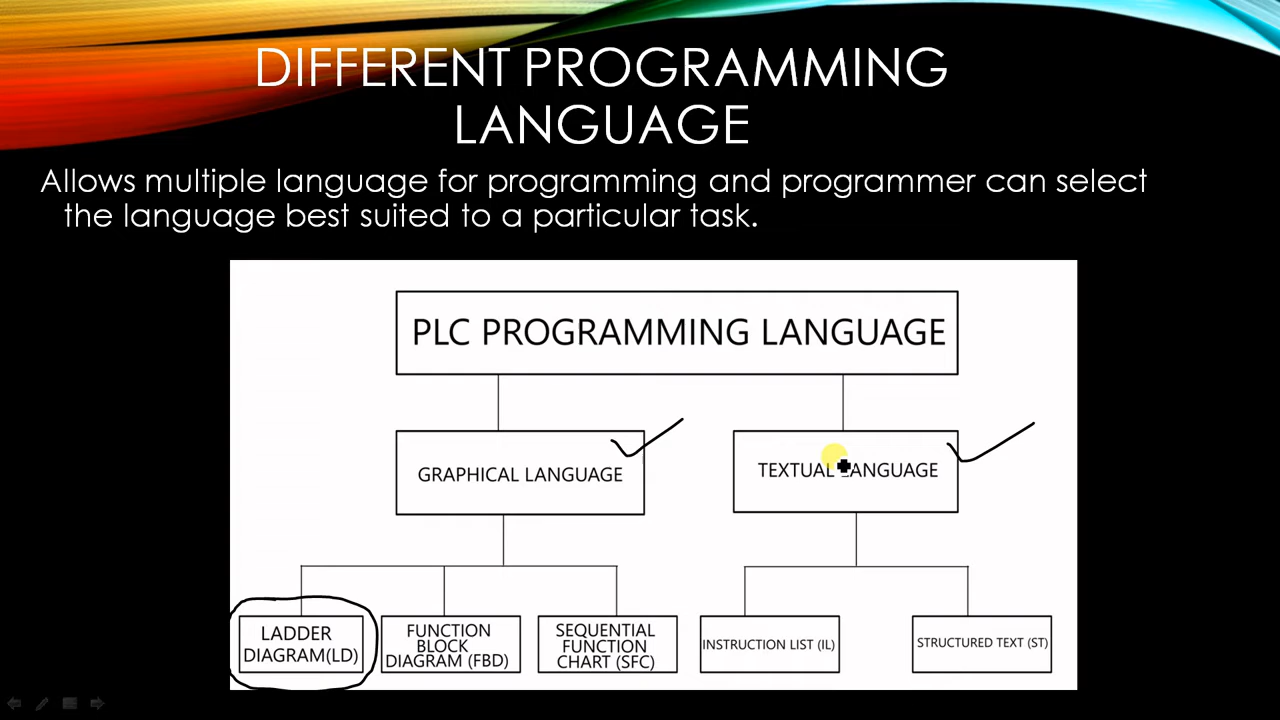 DIFFERENT PROGRAMMING
LANGUAGE
Allows multiple language for programming and programmer can select
the language best suited to a particular task.
PLC PROGRAMMING LANGUAGE
GRAPHICAL LANGUAGE
TEXTUAL LANGUAGE
LADDER
DIAGRAM(LD)
FUNCTION
BLOCK
DIAGRAM (FBD)
SEQUENTIAL
FUNCTION
CHART (SFC)
INSTRUCTION LIST (IL)
STRUCTURED TEXT (ST)